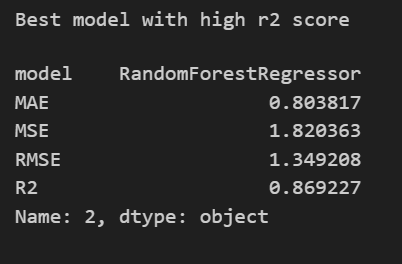 Best model with high r2 score
model    RandomForestRegressor
MAE                   0.803817
MSE                   1.820363
RMSE                  1.349208
R2                    0.869227
Name: 2, dtype: object